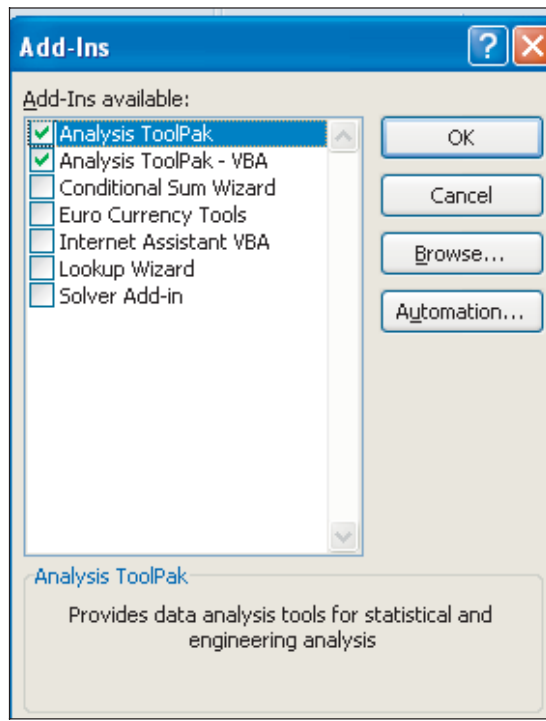 Add-Ins
?
Add-Ins available:
Analysis ToolPak
Analysis ToolPak - VBA
Conditional Sum Wizard
Euro Currency Tools
Internet Assistant VBA
Lookup Wizard
Solver Add-in
OK
Cancel
Browse...
Automation...
Analysis ToolPak
Provides data analysis tools for statistical and
engineering analysis